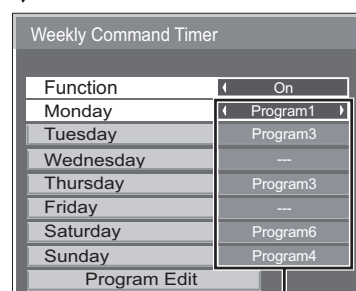 Weekly Command Timer
Function On
Monday Program1
Tuesday Program3
Wednesday ---
Thursday Program3
Friday ---
Saturday Program6
Sunday Program4
Program Edit